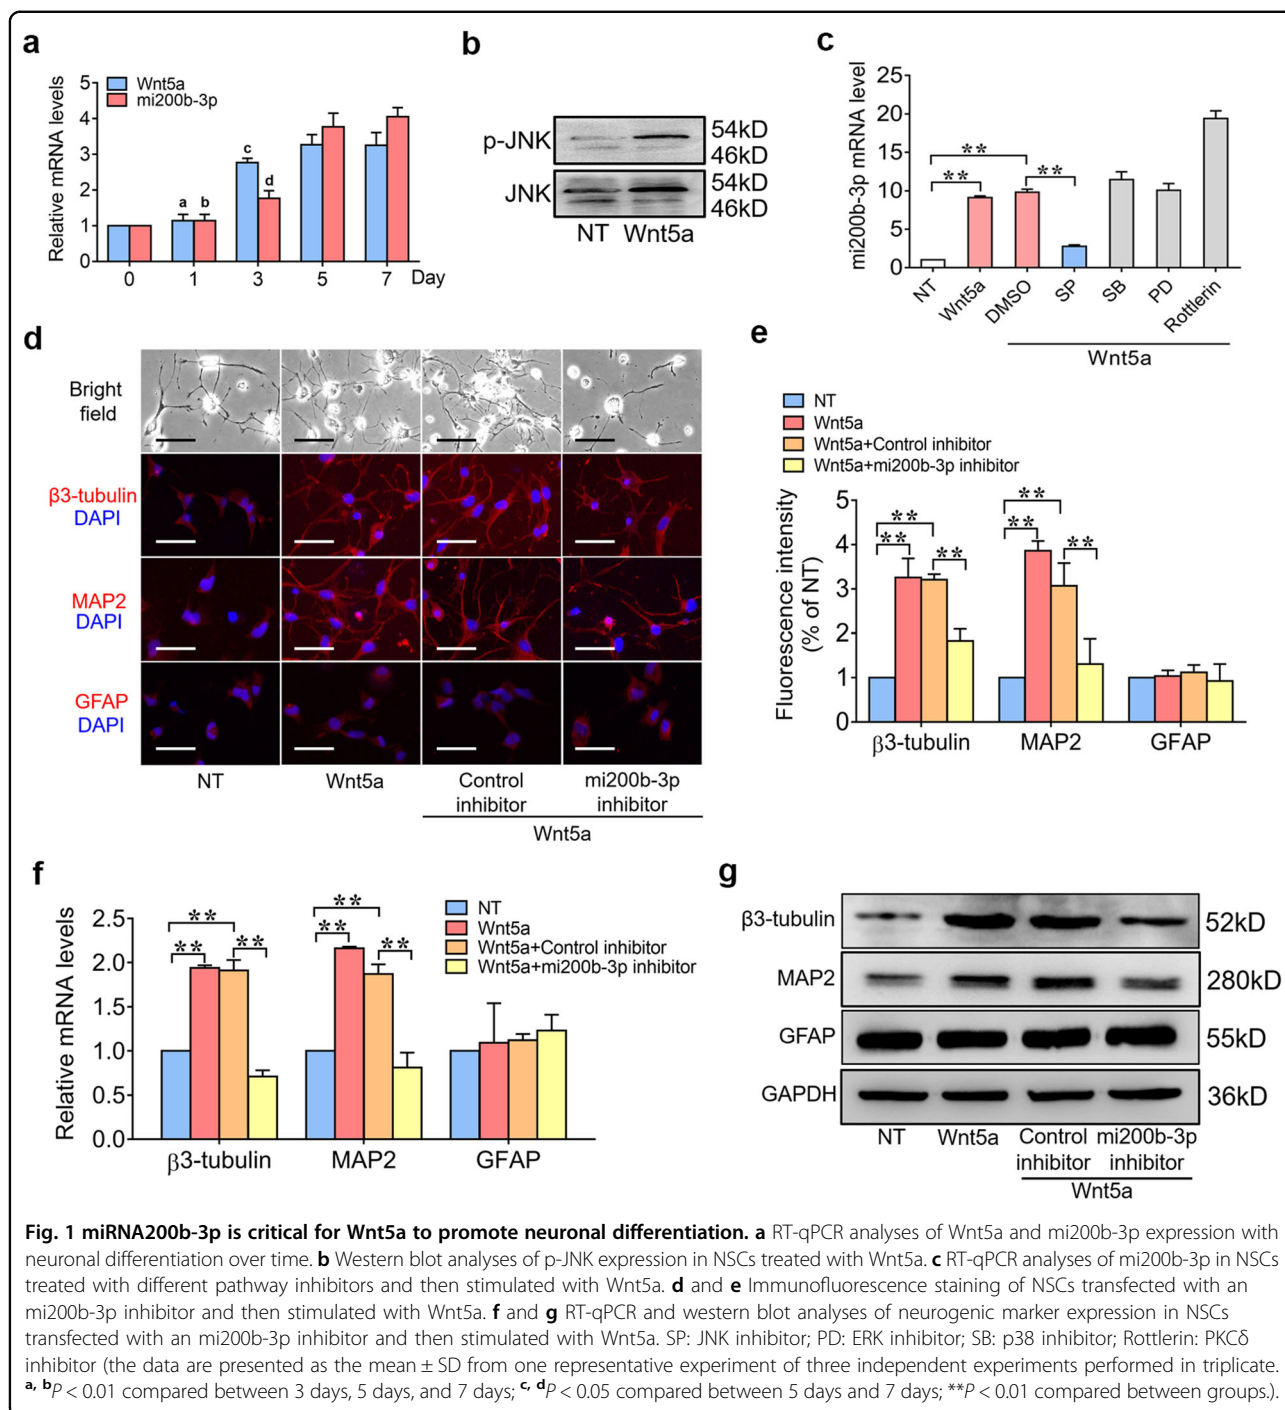 a
Wnt5a
mi200b-3p
Relative mRNA levels
5
4
3
2
1
0
a
b
c
d
0 1 3 5 7 Day
b
p-JNK
54kD
46kD
JNK
54kD
46kD
NT Wnt5a
c
mi200b-3p mRNA level
25
20
15
10
5
0
**
**
**
NT
Wnt5a
DMSO
SP
SB
PD
Rottlerin
Wnt5a
d
Bright
field
β3-tubulin
DAPI
MAP2
DAPI
GFAP
DAPI
NT
Wnt5a
Control
inhibitor
mi200b-3p
inhibitor
Wnt5a
e
NT
Wnt5a
Wnt5a+Control inhibitor
Wnt5a+mi200b-3p inhibitor
Fluorescence intensity
(% of NT)
5
4
3
2
1
0
**
**
**
**
**
**
β3-tubulin MAP2 GFAP
f
NT
Wnt5a
Wnt5a+Control inhibitor
Wnt5a+mi200b-3p inhibitor
Relative mRNA levels
2.5
2.0
1.5
1.0
0.5
0.0
**
**
**
**
**
**
β3-tubulin MAP2 GFAP
g
β3-tubulin 52kD
MAP2 280kD
GFAP 55kD
GAPDH 36kD
NT
Wnt5a
Control
inhibitor
mi200b-3p
inhibitor
Wnt5a
Fig. 1 miRNA200b-3p is critical for Wnt5a to promote neuronal differentiation. a RT-qPCR analyses of Wnt5a and mi200b-3p expression with
neuronal differentiation over time. b Western blot analyses of p-JNK expression in NSCs treated with Wnt5a. c RT-qPCR analyses of mi200b-3p in NSCs
treated with different pathway inhibitors and then stimulated with Wnt5a. d and e Immunofluorescence staining of NSCs transfected with an
mi200b-3p inhibitor and then stimulated with Wnt5a. f and g RT-qPCR and western blot analyses of neurogenic marker expression in NSCs
transfected with an mi200b-3p inhibitor and then stimulated with Wnt5a. SP: JNK inhibitor; PD: ERK inhibitor; SB: p38 inhibitor; Rottlerin: PKCδ
inhibitor (the data are presented as the mean ± SD from one representative experiment of three independent experiments performed in triplicate.
a, bP < 0.01 compared between 3 days, 5 days, and 7 days; c, dP < 0.05 compared between 5 days and 7 days; **P < 0.01 compared between groups.).